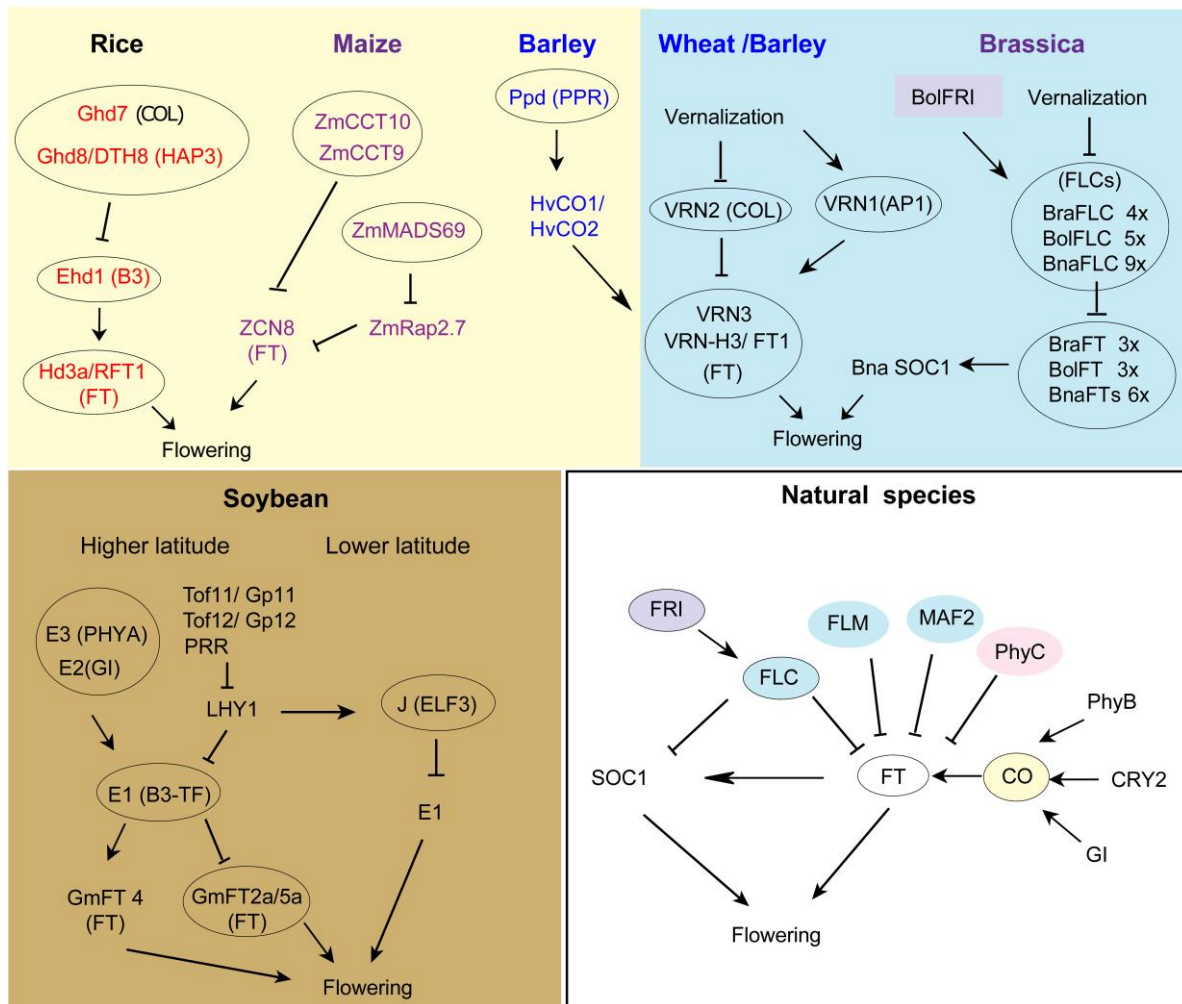 Rice
Ghd7 (COL)
Ghd8/DTH8 (HAP3)
Ehd1 (B3)
Hd3a/RFT1
(FT)
Maize
ZmCCT10
ZmCCT9
ZmMADS69
ZCN8
(FT)
ZmRap2.7
Barley
Ppd (PPR)
HvCO1/
HvCO2
Flowering
Wheat /Barley
Vernalization
VRN2 (COL)
VRN1(AP1)
VRN3
VRN-H3/ FT1
(FT)
Brassica
BolFRI
Vernalization
(FLCs)
BraFLC 4x
BolFLC 5x
BnaFLC 9x
Bna SOC1
BraFT 3x
BolFT 3x
BnaFTs 6x
Flowering
Soybean
Higher latitude
Lower latitude
E3 (PHYA)
E2(GI)
Tof11/ Gp11
Tof12/ Gp12
PRR
LHY1
J (ELF3)
E1 (B3-TF)
E1
GmFT 4
(FT)
GmFT2a/5a
(FT)
Flowering
Natural species
FRI
FLM
MAF2
PhyC
FLC
PhyB
SOC1
FT
CO
CRY2
GI
Flowering